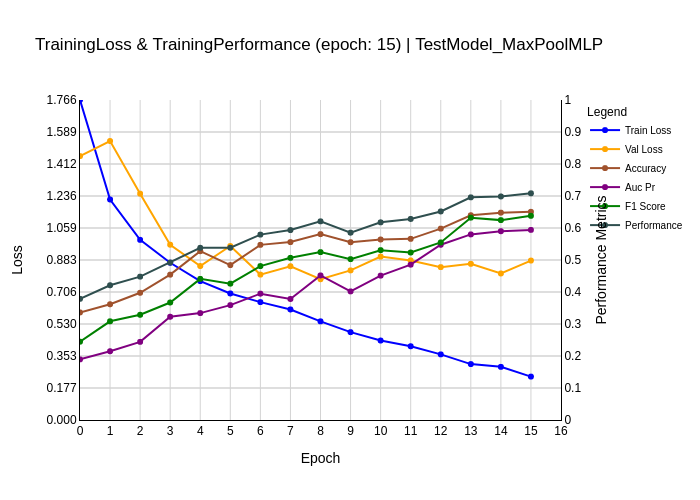 TrainingLoss & TrainingPerformance (epoch: 15) | TestModel_MaxPoolMLP
1.766
1.589
1.412
1.236
1.059
0.883
0.706
0.530
0.353
0.177
0.000
Loss
0 1 2 3 4 5 6 7 8 9 10 11 12 13 14 15 16
Epoch
1
0.9
0.8
0.7
0.6
0.5
0.4
0.3
0.2
0.1
0
Performance Metrics
Legend
Train Loss
Val Loss
Accuracy
Auc Pr
F1 Score
Performance